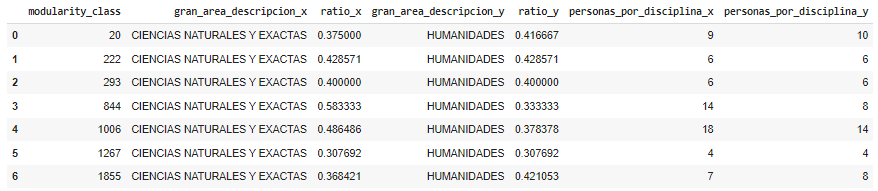 modularity_class gran_area_descripcion_x ratio_x gran_area_descripcion_y ratio_y personas_por_disciplina_x personas_por_disciplina_y
0 20 CIENCIAS NATURALES Y EXACTAS 0.375000 HUMANIDADES 0.416667 9 10
1 222 CIENCIAS NATURALES Y EXACTAS 0.428571 HUMANIDADES 0.428571 6 6
2 293 CIENCIAS NATURALES Y EXACTAS 0.400000 HUMANIDADES 0.400000 6 6
3 844 CIENCIAS NATURALES Y EXACTAS 0.583333 HUMANIDADES 0.333333 14 8
4 1006 CIENCIAS NATURALES Y EXACTAS 0.486486 HUMANIDADES 0.378378 18 14
5 1267 CIENCIAS NATURALES Y EXACTAS 0.307692 HUMANIDADES 0.307692 4 4
6 1855 CIENCIAS NATURALES Y EXACTAS 0.368421 HUMANIDADES 0.421053 7 8